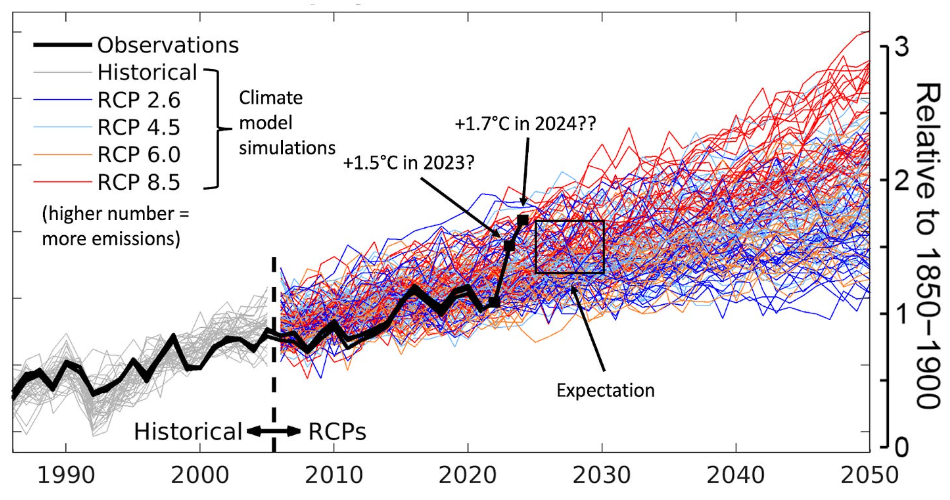 Observations
Historical
RCP 2.6
RCP 4.5
RCP 6.0
RCP 8.5
Climate
model
simulations
(higher number =
more emissions)
+1.7°C in 2024??
+1.5°C in 2023?
Expectation
Historical
RCPs
1990
2000
2010
2020
2030
2040
2050
3
2
1
0
Relative to 1850−1900